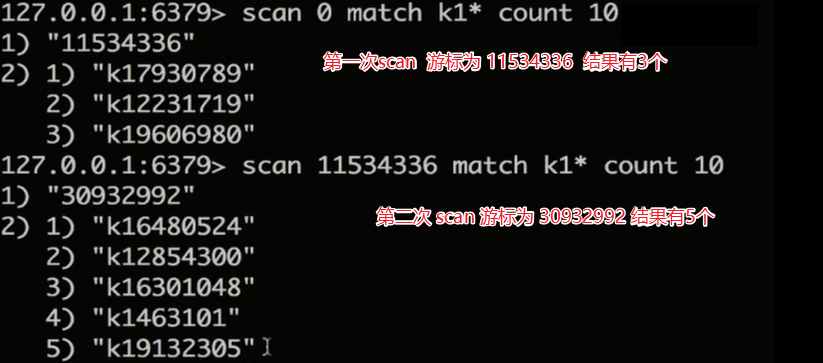 127.0.0.1:6379> scan 0 match k1* count 10
1) "11534336"
第一次scan 游标为 11534336 结果有3个
2) 1) "k17930789"
2) "k12231719"
3) "k19606980"
127.0.0.1:6379> scan 11534336 match k1* count 10
1) "30932992"
第二次 scan 游标为 30932992 结果有5个
2) 1) "k16480524"
2) "k12854300"
3) "k16301048"
4) "k1463101"
5) "k19132305"